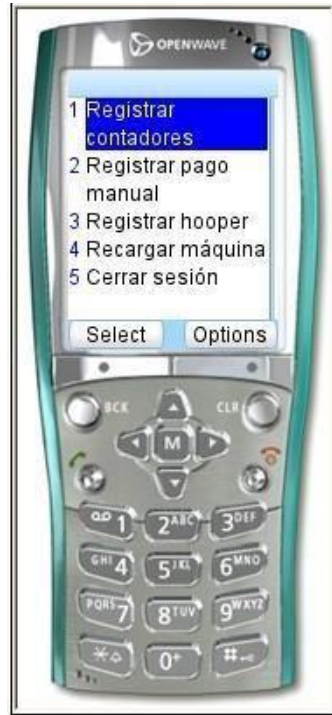 OPENWAVE
1 Registrar
contadores
2 Registrar pago
manual
3 Registrar hooper
4 Recargar máquina
5 Cerrar sesión
Select Options
BCK CLR
M
1 2ABC 3DEF
GHI4 5JKL 6MNO
PQRS7 8TUV 9WXYZ
* 0+ #